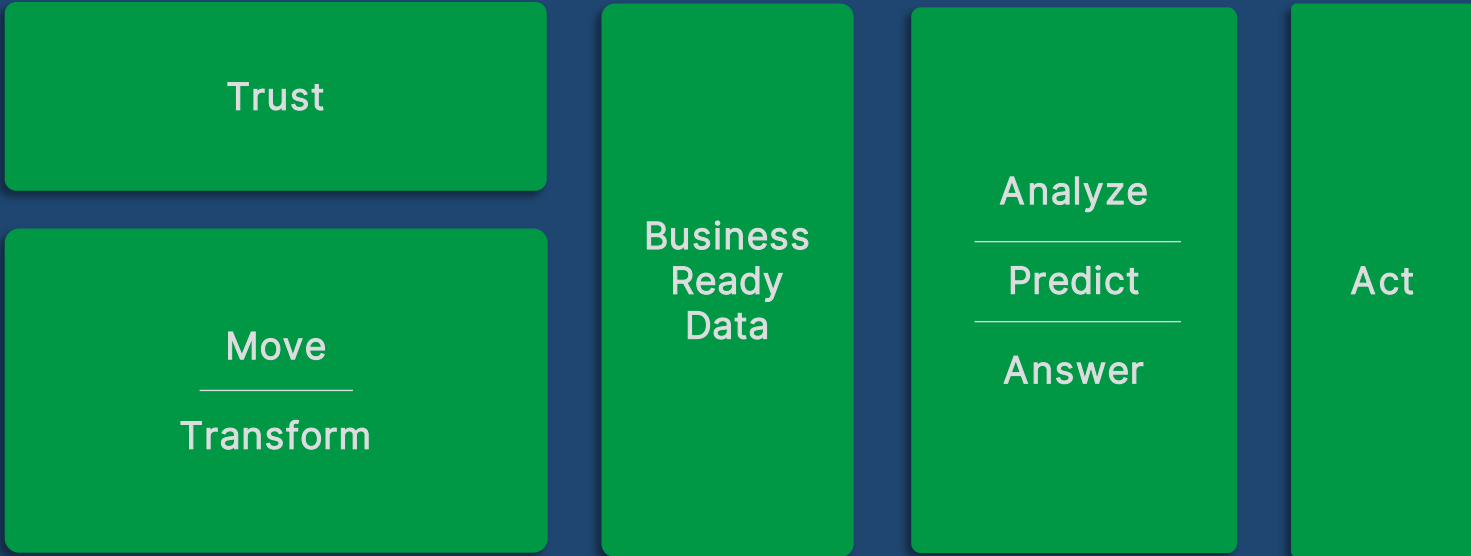 Trust
Move
Transform
Business
Ready
Data
Analyze
Predict
Answer
Act